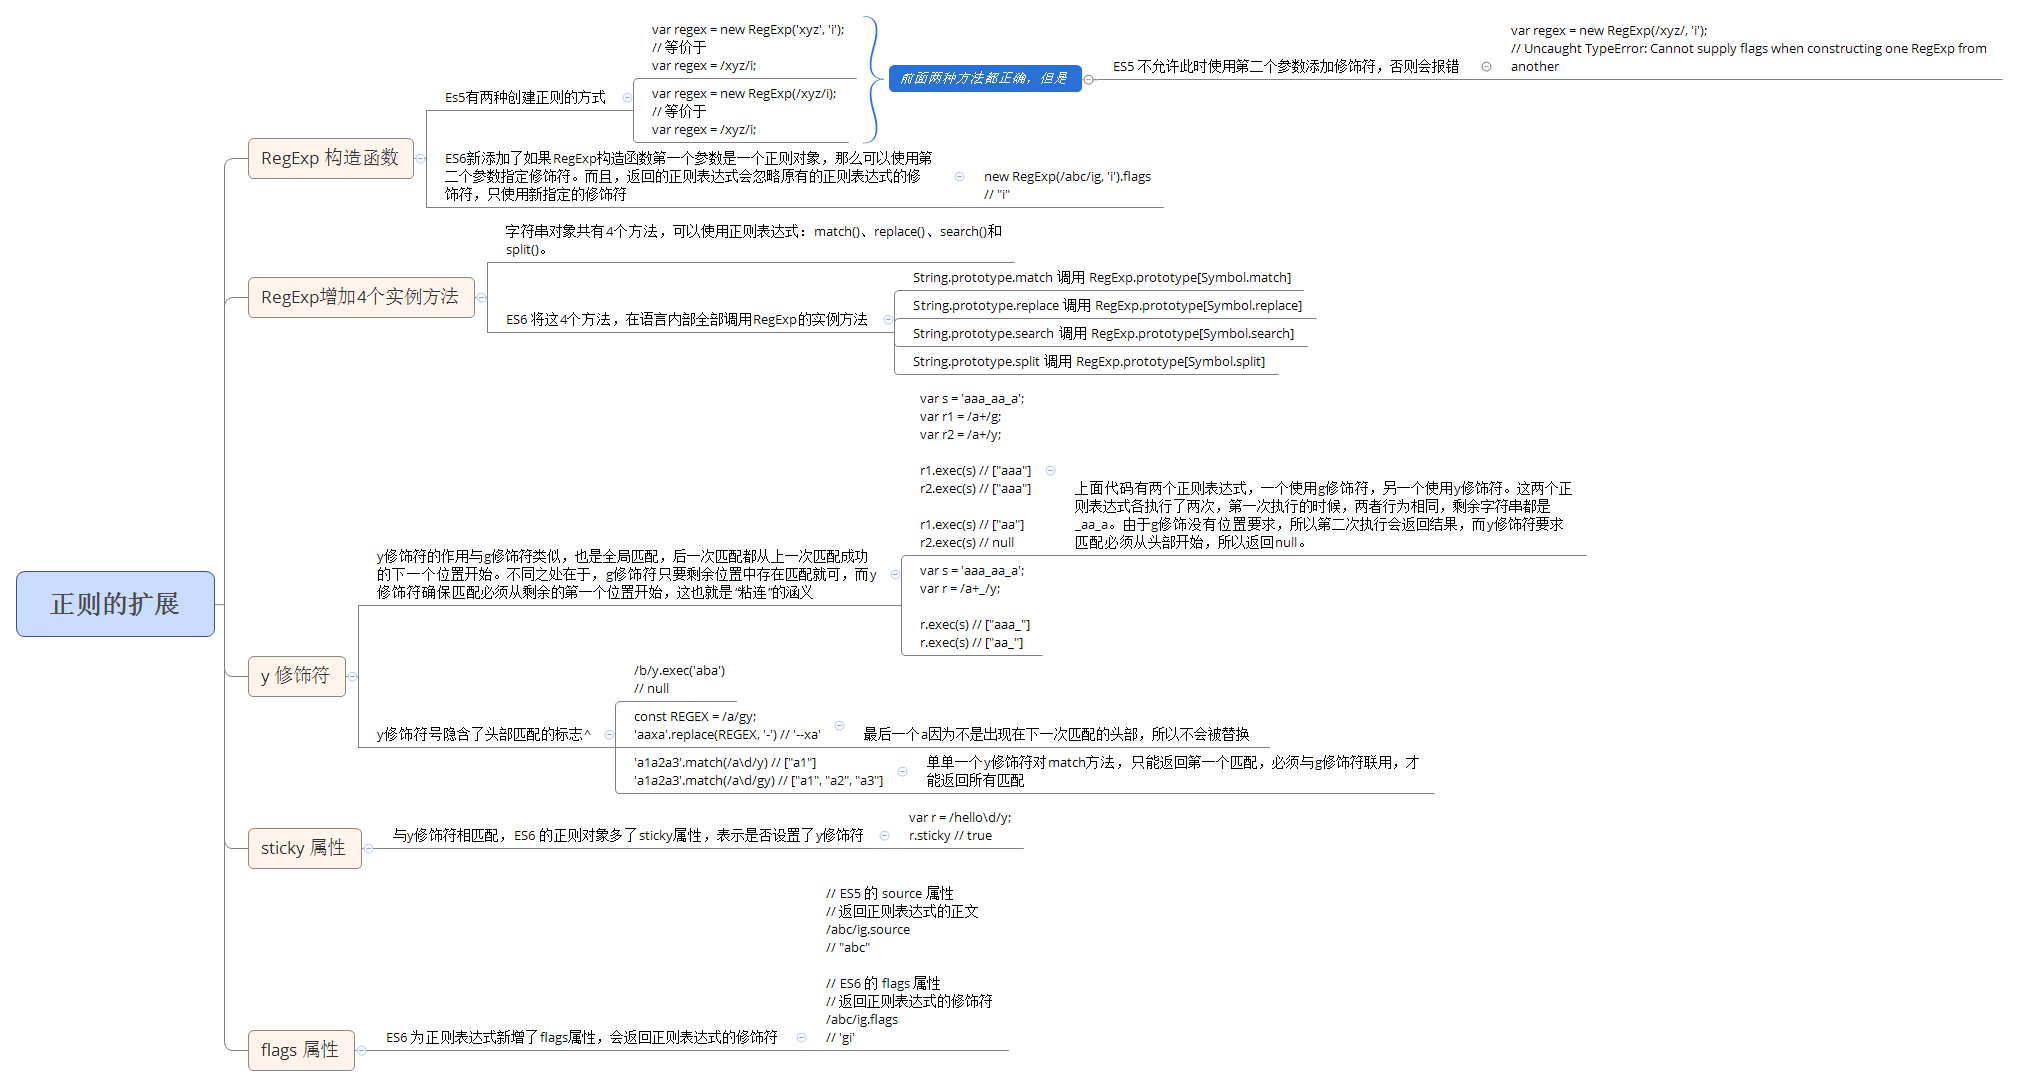 正则的扩展
RegExp 构造函数
Es5有两种创建正则的方式
var regex = new RegExp('xyz', 'i');
// 等价于
var regex = /xyz/i;
var regex = new RegExp(/xyz/i);
// 等价于
var regex = /xyz/i;
前面两种方法都正确，但是
ES5 不允许此时使用第二个参数添加修饰符，否则会报错
var regex = new RegExp(/xyz/, 'i');
// Uncaught TypeError: Cannot supply flags when constructing one RegExp from
another
ES6新添加了如果RegExp构造函数第一个参数是一个正则对象，那么可以使用第
二个参数指定修饰符。而且，返回的正则表达式会忽略原有的正则表达式的修
饰符，只使用新指定的修饰符
new RegExp(/abc/ig, 'i').flags
// "i"
RegExp增加4个实例方法
字符串对象共有4个方法，可以使用正则表达式：match()、replace()、search()和
split()。
ES6 将这4个方法，在语言内部全部调用RegExp的实例方法
String.prototype.match 调用 RegExp.prototype[Symbol.match]
String.prototype.replace 调用 RegExp.prototype[Symbol.replace]
String.prototype.search 调用 RegExp.prototype[Symbol.search]
String.prototype.split 调用 RegExp.prototype[Symbol.split]
y 修饰符
y修饰符的作用与g修饰符类似，也是全局匹配，后一次匹配都从上一次匹配成功
的下一个位置开始。不同之处在于，g修饰符只要剩余位置中存在匹配就可，而y
修饰符确保匹配必须从剩余的第一个位置开始，这也就是“粘连”的涵义
var s = 'aaa_aa_a';
var r1 = /a+/g;
var r2 = /a+/y;
r1.exec(s) // ["aaa"]
r2.exec(s) // ["aaa"]
r1.exec(s) // ["aa"]
r2.exec(s) // null
上面代码有两个正则表达式，一个使用g修饰符，另一个使用y修饰符。这两个正
则表达式各执行了两次，第一次执行的时候，两者行为相同，剩余字符串都是
_aa_a。由于g修饰没有位置要求，所以第二次执行会返回结果，而y修饰符要求
匹配必须从头部开始，所以返回null。
var s = 'aaa_aa_a';
var r = /a+_/y;
r.exec(s) // ["aaa_"]
r.exec(s) // ["aa_"]
y修饰符号隐含了头部匹配的标志^
/b/y.exec('aba')
// null
const REGEX = /a/gy;
'aaxa'.replace(REGEX, '-') // '--xa'
最后一个a因为不是出现在下一次匹配的头部，所以不会被替换
'a1a2a3'.match(/a\d/y) // ["a1"]
'a1a2a3'.match(/a\d/gy) // ["a1", "a2", "a3"]
单单一个y修饰符对match方法，只能返回第一个匹配，必须与g修饰符联用，才
能返回所有匹配
sticky 属性
与y修饰符相匹配，ES6 的正则对象多了sticky属性，表示是否设置了y修饰符
var r = /hello\d/y;
r.sticky // true
flags 属性
ES6 为正则表达式新增了flags属性，会返回正则表达式的修饰符
// ES5 的 source 属性
// 返回正则表达式的正文
/abc/ig.source
// "abc"
// ES6 的 flags 属性
// 返回正则表达式的修饰符
/abc/ig.flags
// 'gi'